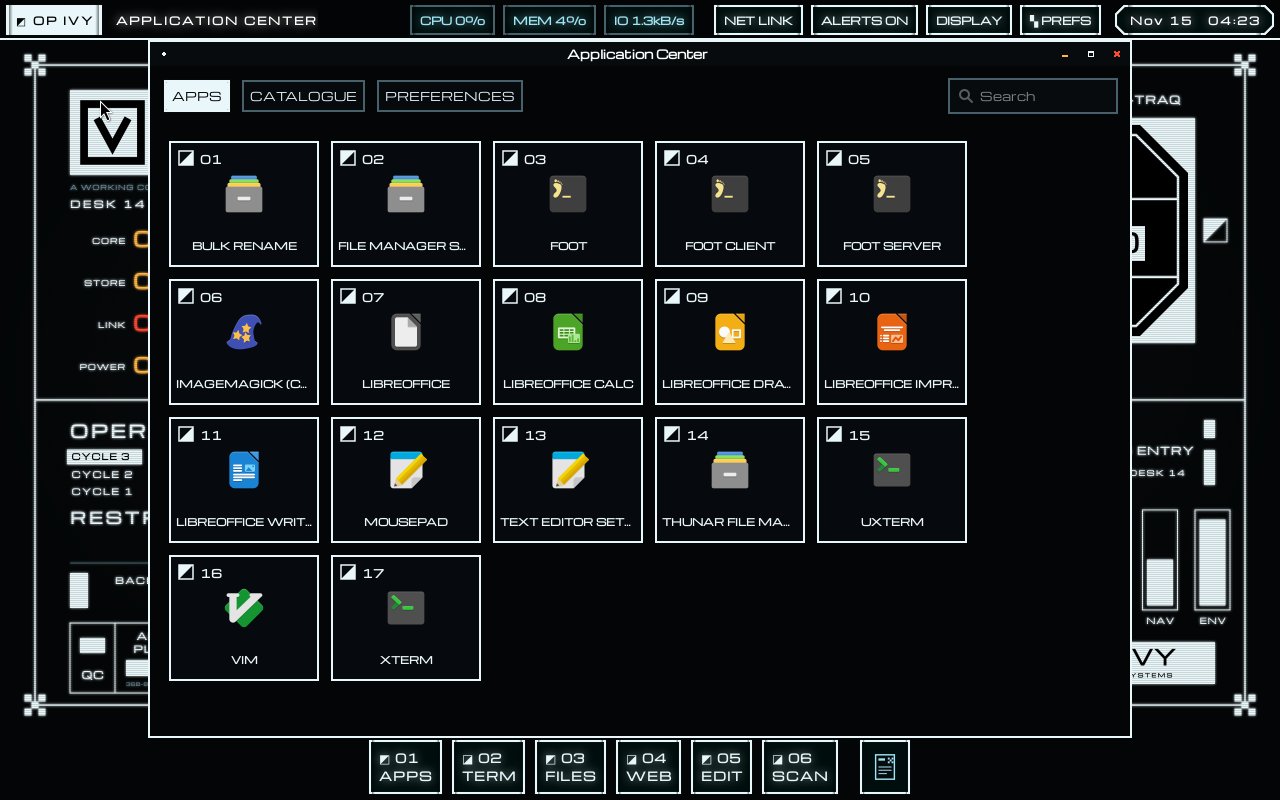 OP IVY
APPLICATION CENTER
CPU 0%
MEM 4%
IO 1.3kB/s
NET LINK
ALERTS ON
DISPLAY
PREFS
Nov 15 04:23
Application Center
APPS
CATALOGUE
PREFERENCES
Search
01
BULK RENAME
02
FILE MANAGER S...
03
FOOT
04
FOOT CLIENT
05
FOOT SERVER
06
IMAGEMAGICK (C...
07
LIBREOFFICE
08
LIBREOFFICE CALC
09
LIBREOFFICE DRA...
10
LIBREOFFICE IMPR...
11
LIBREOFFICE WRIT...
12
MOUSEPAD
13
TEXT EDITOR SET...
14
THUNAR FILE MA...
15
UXTERM
16
VIM
17
XTERM
A WORKING
DESK 14
CORE
STORE
LINK
POWER
OPER
CYCLE 3
CYCLE 2
CYCLE 1
QC
-TRAQ
ENTRY
DESK 14
NAV
ENV
VY
YSTEMS
01
APPS
02
TERM
03
FILES
04
WEB
05
EDIT
06
SCAN